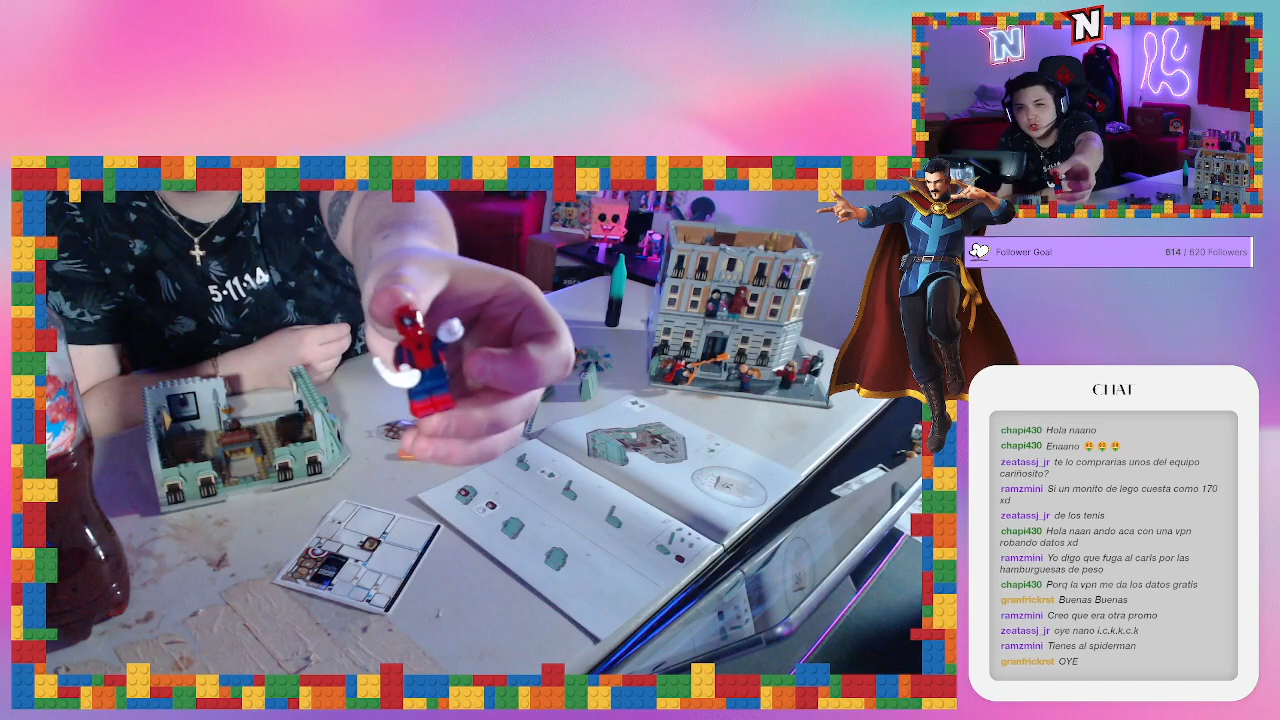 N
N
Follower Goal
614 / 620 Followers
5.11.14
CHAT
chapi430 Hola naano
chapi430 Enaano
zeatassj_jr te lo comprarias unos del equipo
cariñosito?
ramzmini Si un monito de lego cuesta como 170
xd
zeatassj_jr de los tenis
chapi430 Hola naan ando aca con una vpn
robando datos xd
ramzmini Yo digo que fuga al carls por las
hamburguesas de peso
chapi430 Porq la vpn me da los datos gratis
granfrickrst Buenas Buenas
ramzmini Creo que era otra promo
zeatassj_jr oye nano i.c.k.k.c.k
ramzmini Tienes al spiderman
granfrickrst OYE